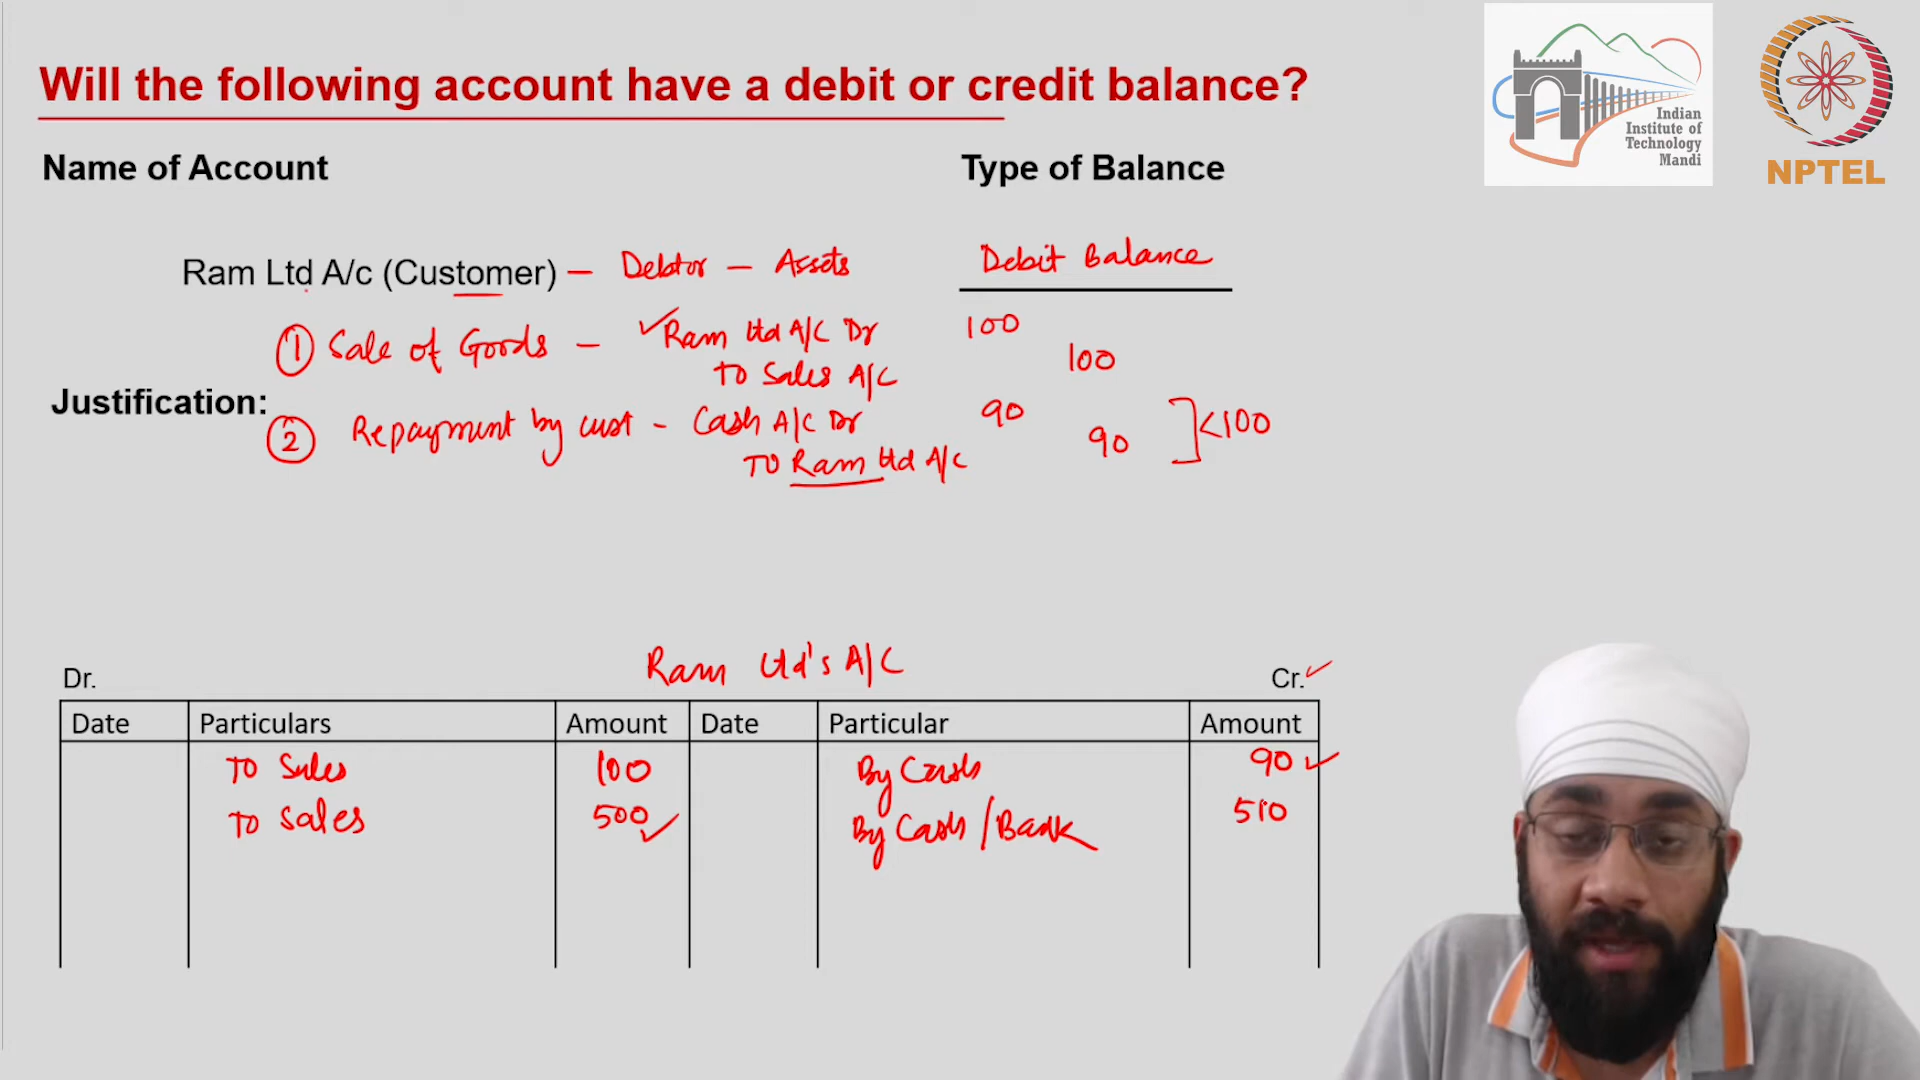 Will the following account have a debit or credit balance?
Indian
Institute of
Technology
Mandi
NPTEL
Name of Account
Type of Balance
Ram Ltd A/c (Customer) – Debtor – Assets
Debit Balance
① Sale of Goods – ✓Ram Ltd A/C Dr 100
To Sales A/C 100
Justification:
② Repayment by cust – Cash A/C Dr 90
To Ram Ltd A/C 90
] <100
Ram Ltd's A/C
Dr.
Cr. ✓
Date Particulars Amount Date Particular Amount
To Sales 100 By Cash 90 ✓
To Sales 500 ✓ By Cash/Bank 510